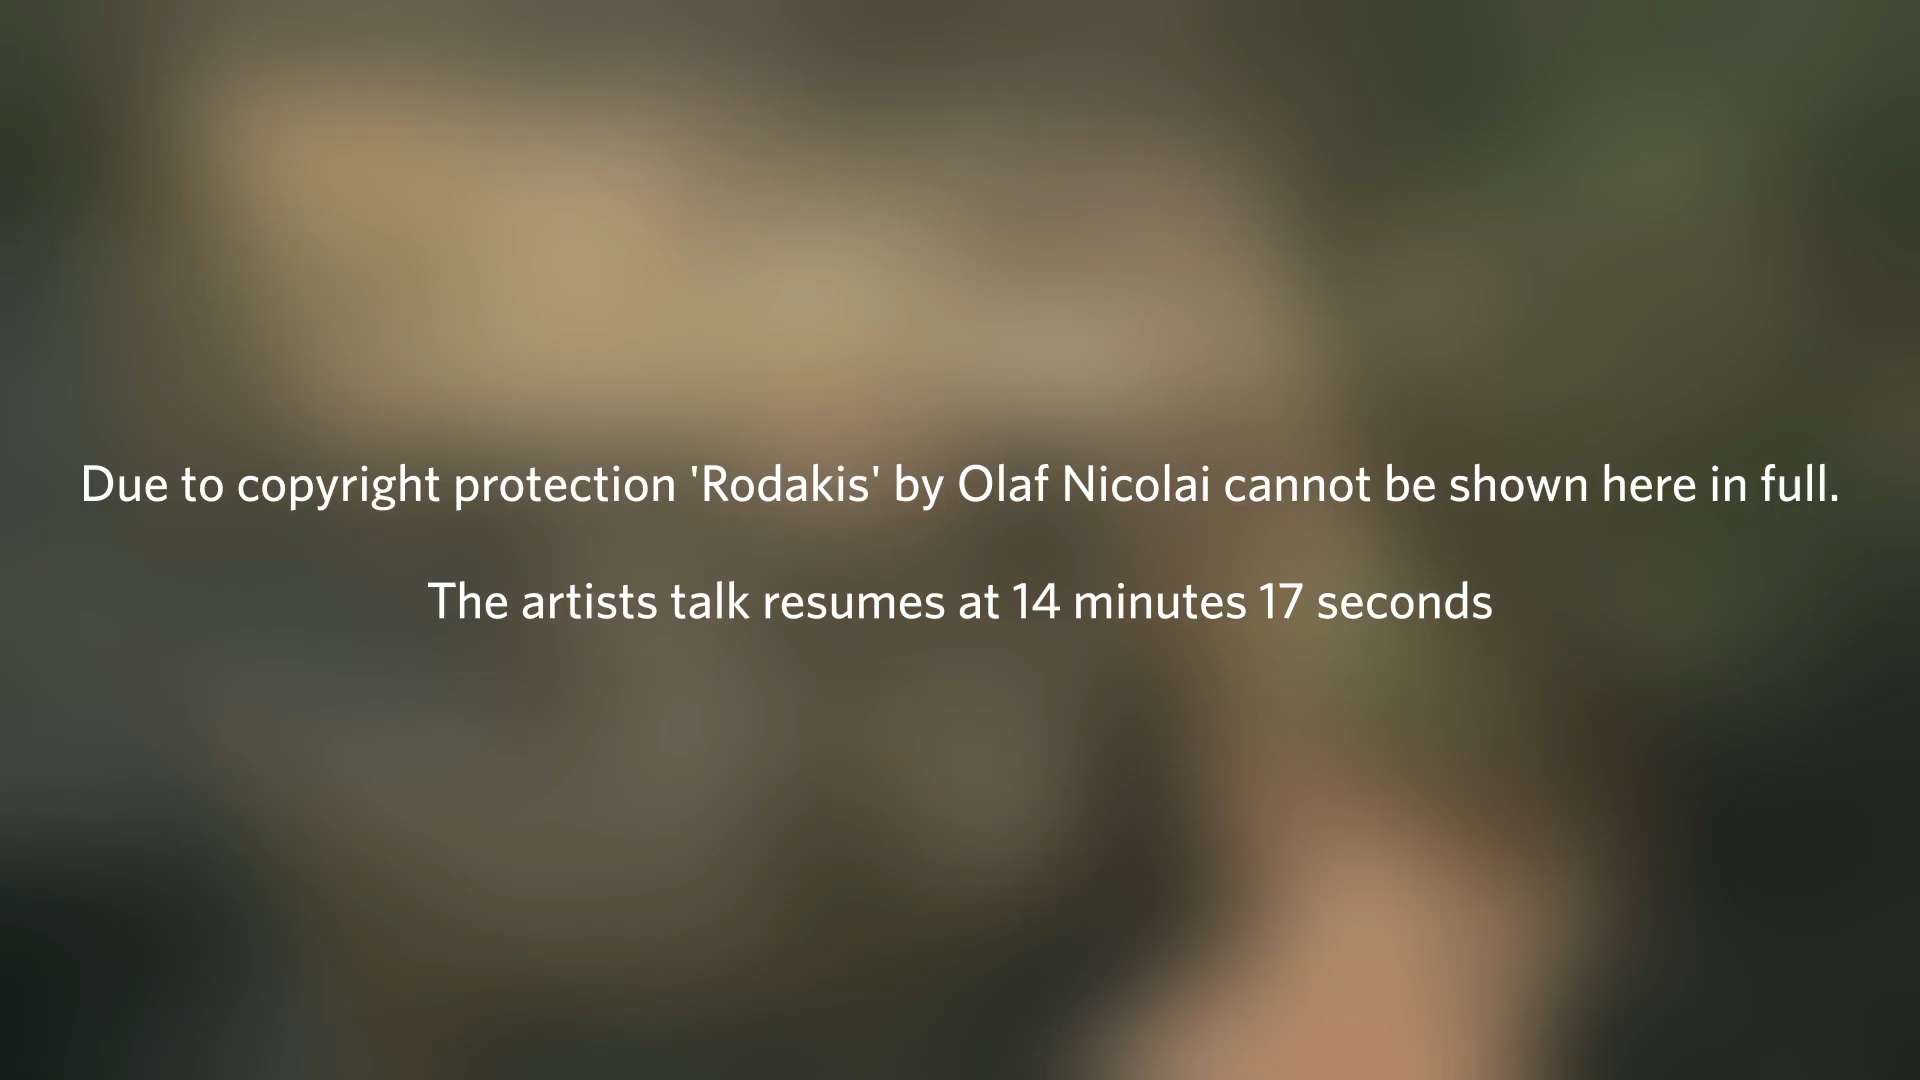 Due to copyright protection 'Rodakis' by Olaf Nicolai cannot be shown here in full.
The artists talk resumes at 14 minutes 17 seconds